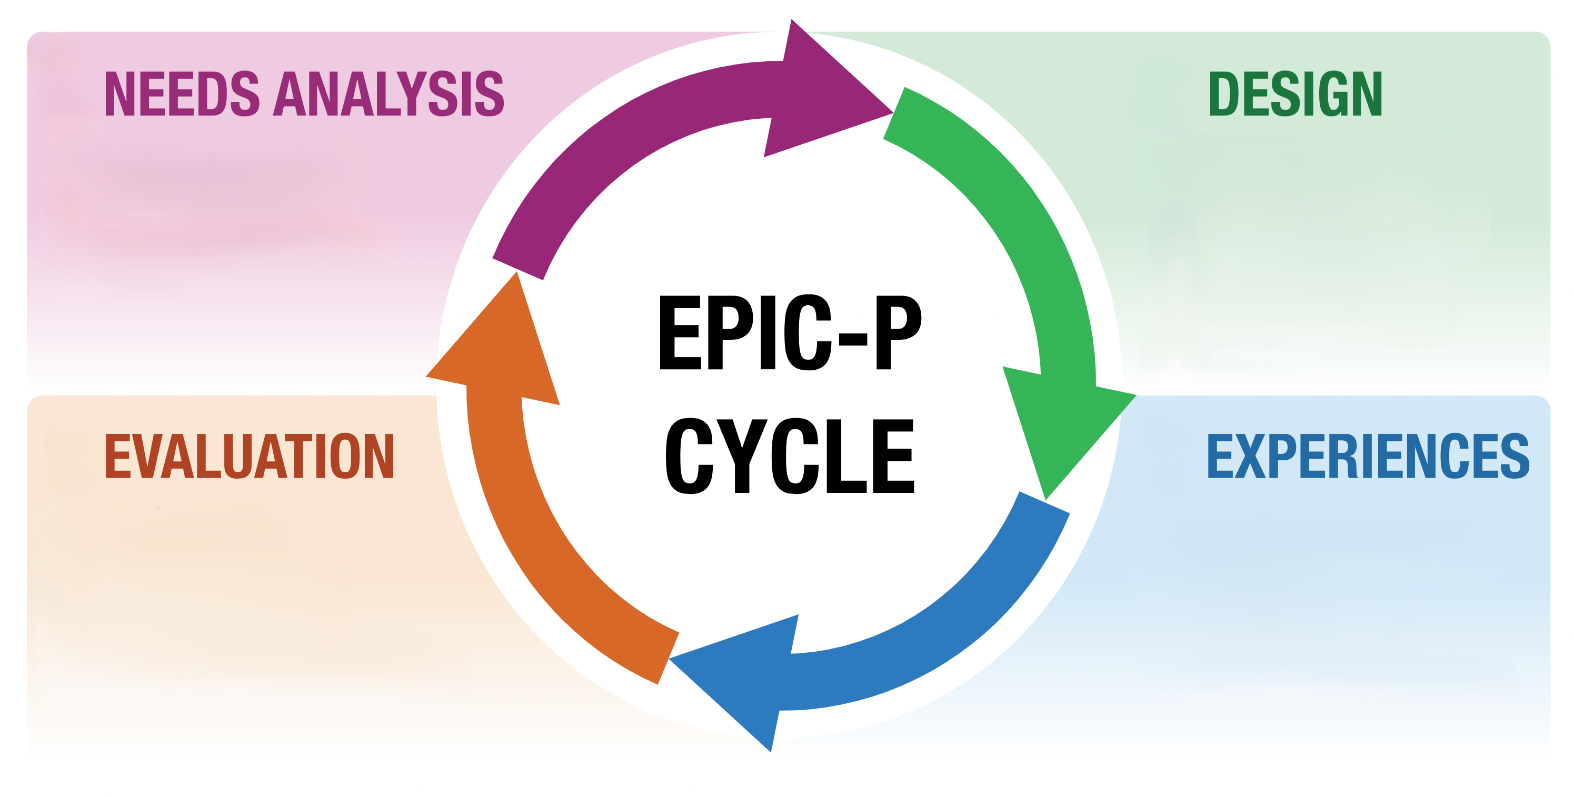 NEEDS ANALYSIS
DESIGN
EPIC-P
CYCLE
EVALUATION
EXPERIENCES